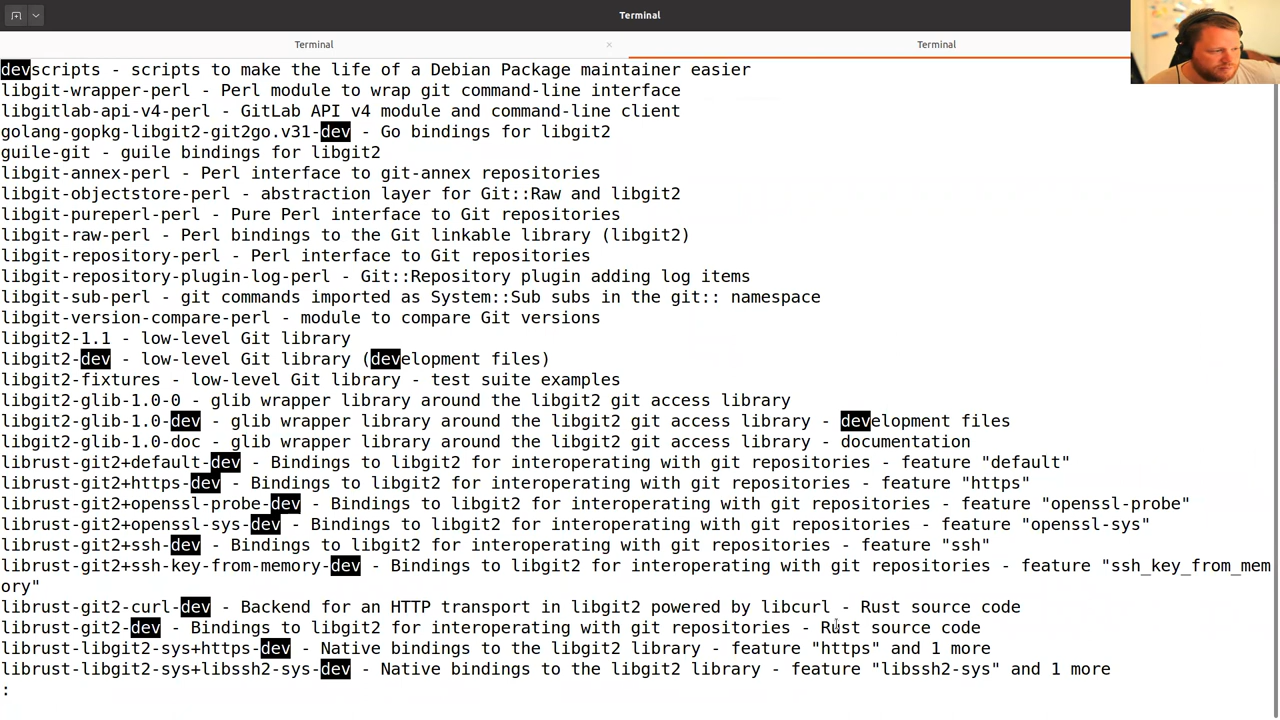 Terminal
Terminal
Terminal
devscripts - scripts to make the life of a Debian Package maintainer easier
libgit-wrapper-perl - Perl module to wrap git command-line interface
libgitlab-api-v4-perl - GitLab API v4 module and command-line client
golang-gopkg-libgit2-git2go.v31-dev - Go bindings for libgit2
guile-git - guile bindings for libgit2
libgit-annex-perl - Perl interface to git-annex repositories
libgit-objectstore-perl - abstraction layer for Git::Raw and libgit2
libgit-pureperl-perl - Pure Perl interface to Git repositories
libgit-raw-perl - Perl bindings to the Git linkable library (libgit2)
libgit-repository-perl - Perl interface to Git repositories
libgit-repository-plugin-log-perl - Git::Repository plugin adding log items
libgit-sub-perl - git commands imported as System::Sub subs in the git:: namespace
libgit-version-compare-perl - module to compare Git versions
libgit2-1.1 - low-level Git library
libgit2-dev - low-level Git library (development files)
libgit2-fixtures - low-level Git library - test suite examples
libgit2-glib-1.0-0 - glib wrapper library around the libgit2 git access library
libgit2-glib-1.0-dev - glib wrapper library around the libgit2 git access library - development files
libgit2-glib-1.0-doc - glib wrapper library around the libgit2 git access library - documentation
librust-git2+default-dev - Bindings to libgit2 for interoperating with git repositories - feature "default"
librust-git2+https-dev - Bindings to libgit2 for interoperating with git repositories - feature "https"
librust-git2+openssl-probe-dev - Bindings to libgit2 for interoperating with git repositories - feature "openssl-probe"
librust-git2+openssl-sys-dev - Bindings to libgit2 for interoperating with git repositories - feature "openssl-sys"
librust-git2+ssh-dev - Bindings to libgit2 for interoperating with git repositories - feature "ssh"
librust-git2+ssh-key-from-memory-dev - Bindings to libgit2 for interoperating with git repositories - feature "ssh_key_from_mem
ory"
librust-git2-curl-dev - Backend for an HTTP transport in libgit2 powered by libcurl - Rust source code
librust-git2-dev - Bindings to libgit2 for interoperating with git repositories - Rust source code
librust-libgit2-sys+https-dev - Native bindings to the libgit2 library - feature "https" and 1 more
librust-libgit2-sys+libssh2-sys-dev - Native bindings to the libgit2 library - feature "libssh2-sys" and 1 more
: